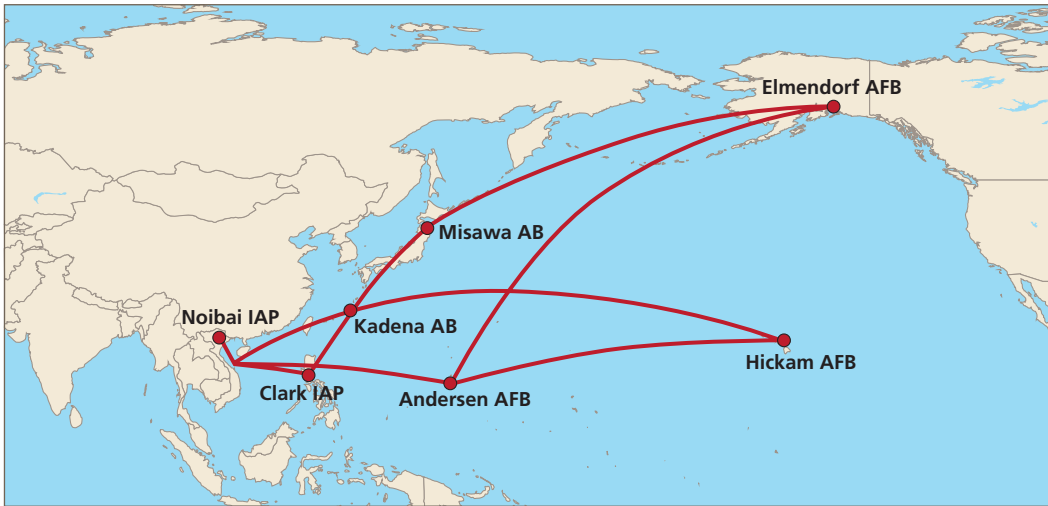 Elmendorf AFB
Misawa AB
Noibai IAP
Kadena AB
Hickam AFB
Clark IAP
Andersen AFB